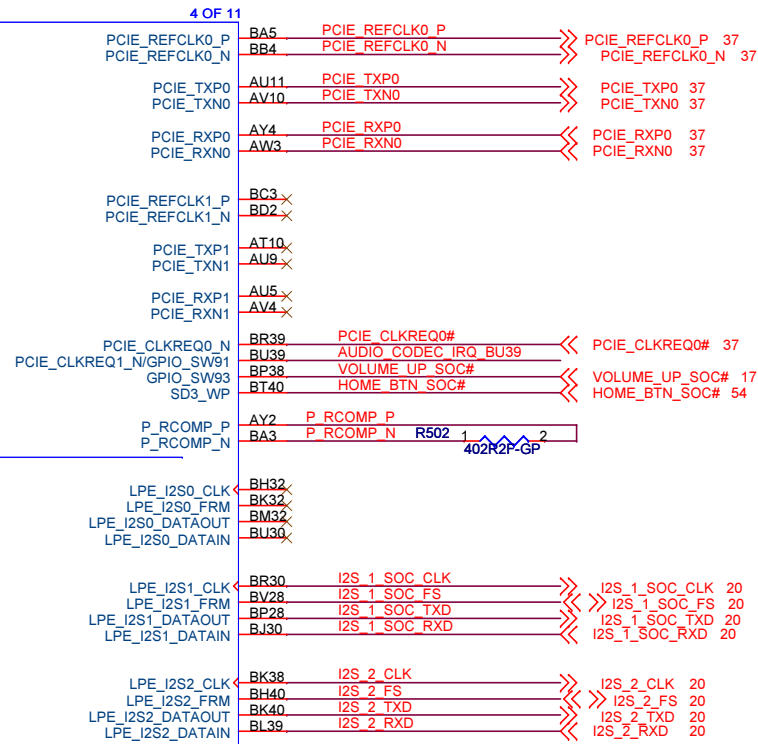 4 OF 11
PCIE_REFCLK0_P BA5 PCIE_REFCLK0_P PCIE_REFCLK0_P 37
PCIE_REFCLK0_N BB4 PCIE_REFCLK0_N PCIE_REFCLK0_N 37
PCIE_TXP0 AU11 PCIE_TXP0 PCIE_TXP0 37
PCIE_TXN0 AV10 PCIE_TXN0 PCIE_TXN0 37
PCIE_RXP0 AY4 PCIE_RXP0 PCIE_RXP0 37
PCIE_RXN0 AW3 PCIE_RXN0 PCIE_RXN0 37
PCIE_REFCLK1_P BC3
PCIE_REFCLK1_N BD2
PCIE_TXP1 AT10
PCIE_TXN1 AU9
PCIE_RXP1 AU5
PCIE_RXN1 AV4
PCIE_CLKREQ0_N BR39 PCIE_CLKREQ0# PCIE_CLKREQ0# 37
PCIE_CLKREQ1_N/GPIO_SW91 BU39 AUDIO_CODEC_IRQ_BU39
GPIO_SW93 BP38 VOLUME_UP_SOC# VOLUME_UP_SOC# 17
SD3_WP BT40 HOME_BTN_SOC# HOME_BTN_SOC# 54
P_RCOMP_P AY2 P_RCOMP_P
P_RCOMP_N BA3 P_RCOMP_N R502 1 2
402R2F-GP
LPE_I2S0_CLK BH32
LPE_I2S0_FRM BK32
LPE_I2S0_DATAOUT BM32
LPE_I2S0_DATAIN BU30
LPE_I2S1_CLK BR30 I2S_1_SOC_CLK I2S_1_SOC_CLK 20
LPE_I2S1_FRM BV28 I2S_1_SOC_FS I2S_1_SOC_FS 20
LPE_I2S1_DATAOUT BP28 I2S_1_SOC_TXD I2S_1_SOC_TXD 20
LPE_I2S1_DATAIN BJ30 I2S_1_SOC_RXD I2S_1_SOC_RXD 20
LPE_I2S2_CLK BK38 I2S_2_CLK I2S_2_CLK 20
LPE_I2S2_FRM BH40 I2S_2_FS I2S_2_FS 20
LPE_I2S2_DATAOUT BK40 I2S_2_TXD I2S_2_TXD 20
LPE_I2S2_DATAIN BL39 I2S_2_RXD I2S_2_RXD 20